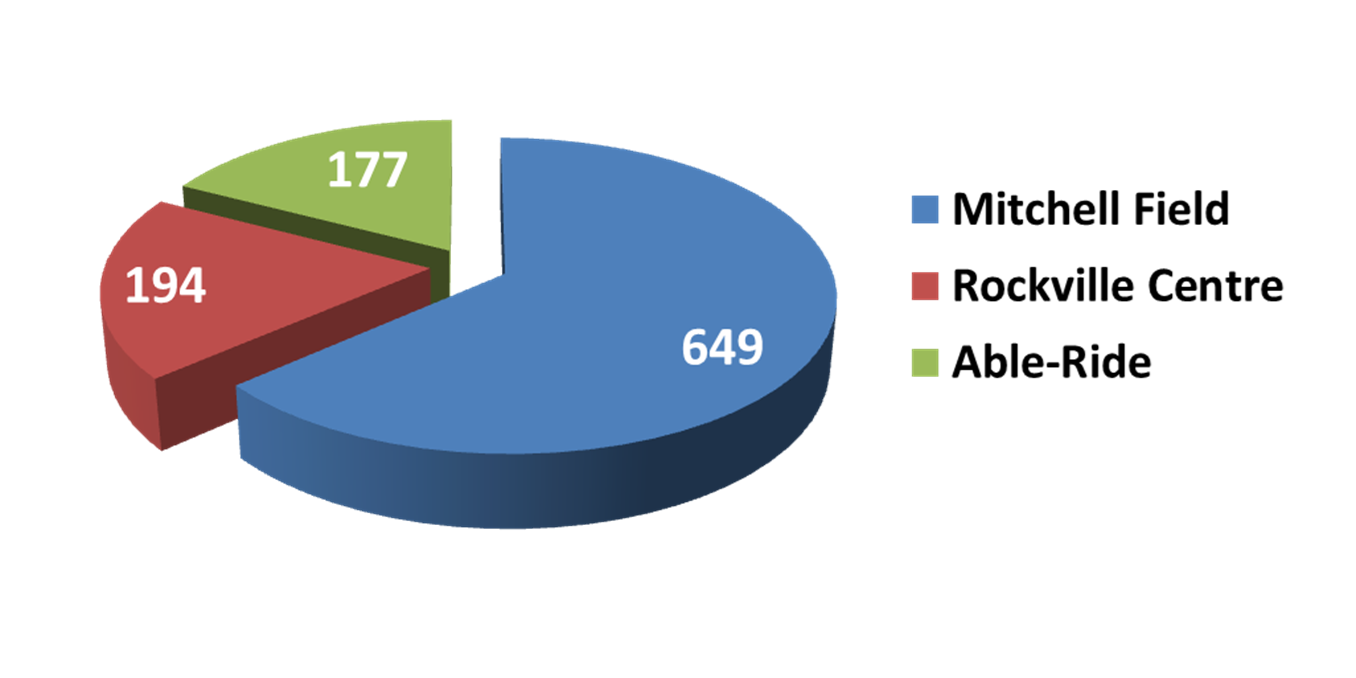 177
194
649
Mitchell Field
Rockville Centre
Able-Ride